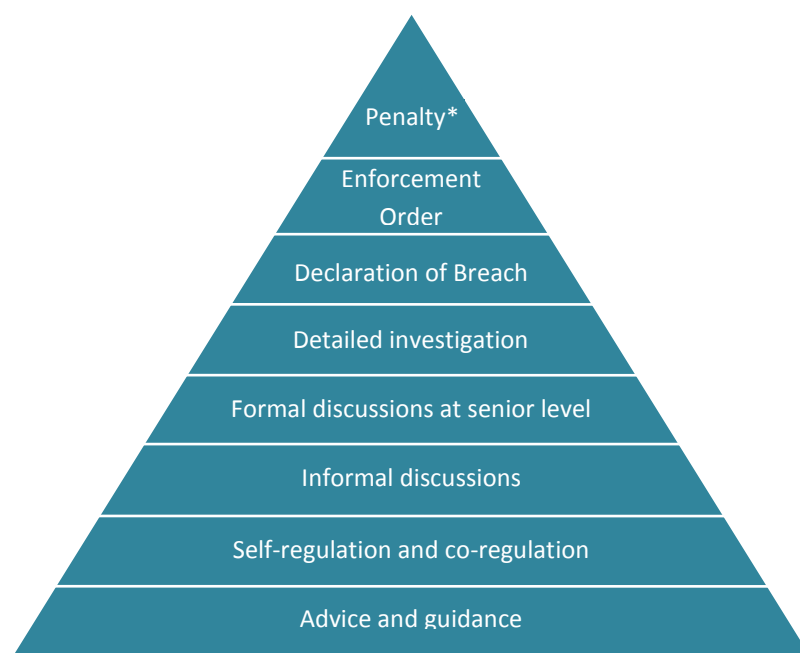 Penalty*
Enforcement
Order
Declaration of Breach
Detailed investigation
Formal discussions at senior level
Informal discussions
Self-regulation and co-regulation
Advice and guidance